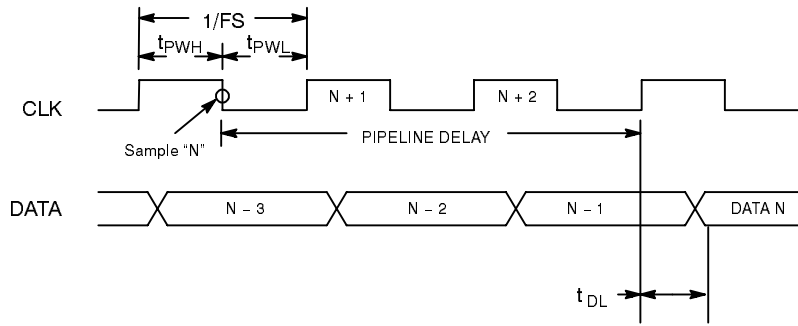 1/FS
tPWH tPWL
CLK
N + 1
N + 2
Sample “N”
PIPELINE DELAY
DATA
N – 3
N – 2
N – 1
DATA N
t DL